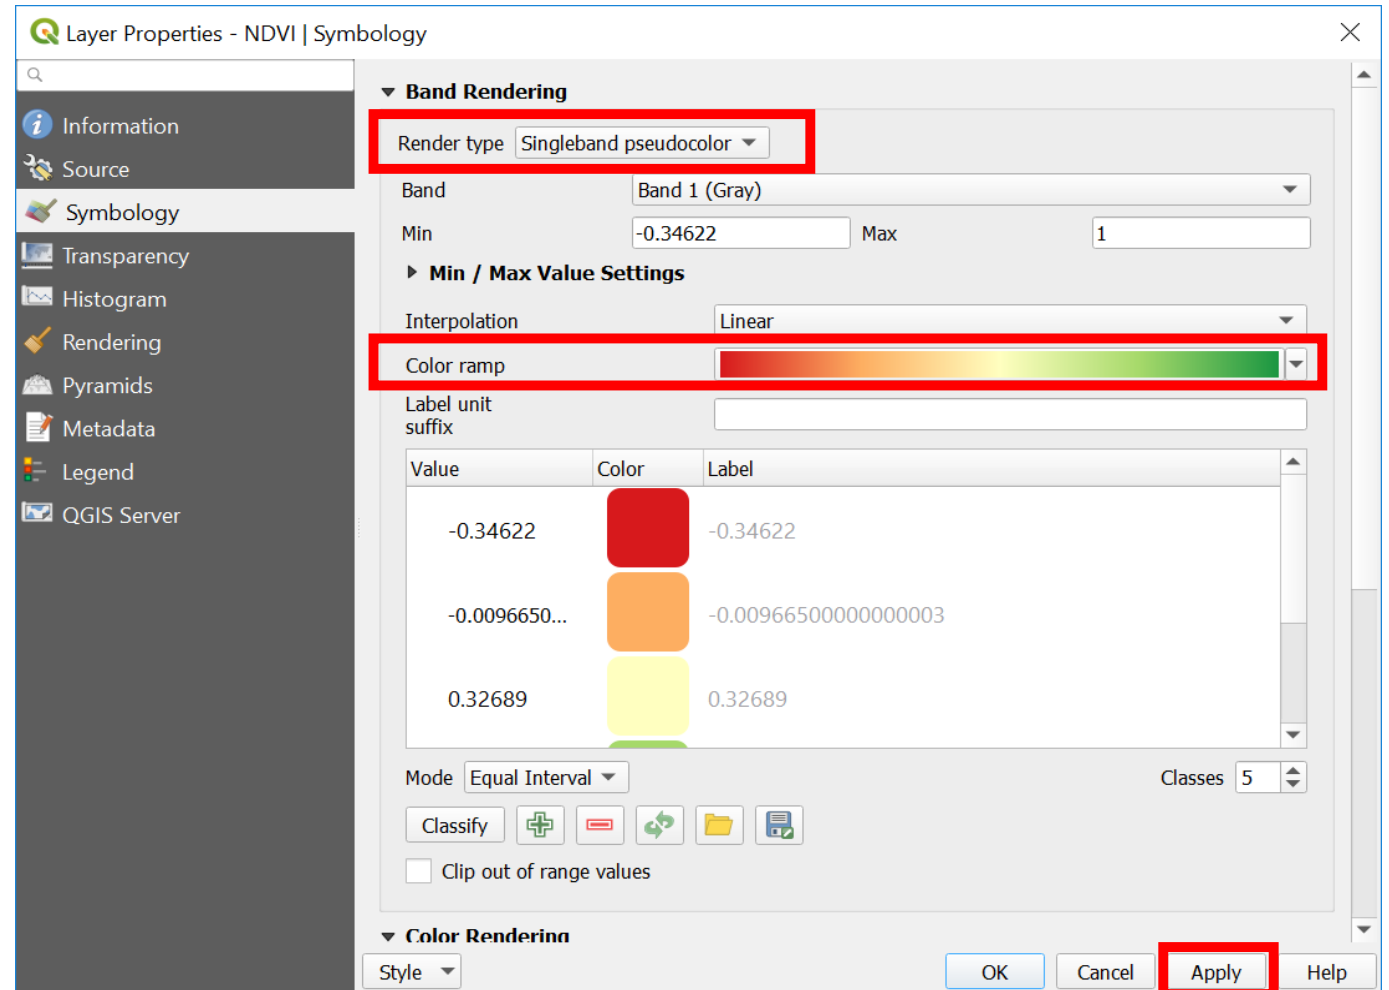 Layer Properties - NDVI | Symbology
Information
Source
Symbology
Transparency
Histogram
Rendering
Pyramids
Metadata
Legend
QGIS Server
Band Rendering
Render type Singleband pseudocolor
Band Band 1 (Gray)
Min -0.34622 Max 1
Min / Max Value Settings
Interpolation Linear
Color ramp
Label unit
suffix
Value Color Label
-0.34622 -0.34622
-0.0096650... -0.00966500000000003
0.32689 0.32689
Mode Equal Interval Classes 5
Classify
Clip out of range values
Color Rendering
Style OK Cancel Apply Help